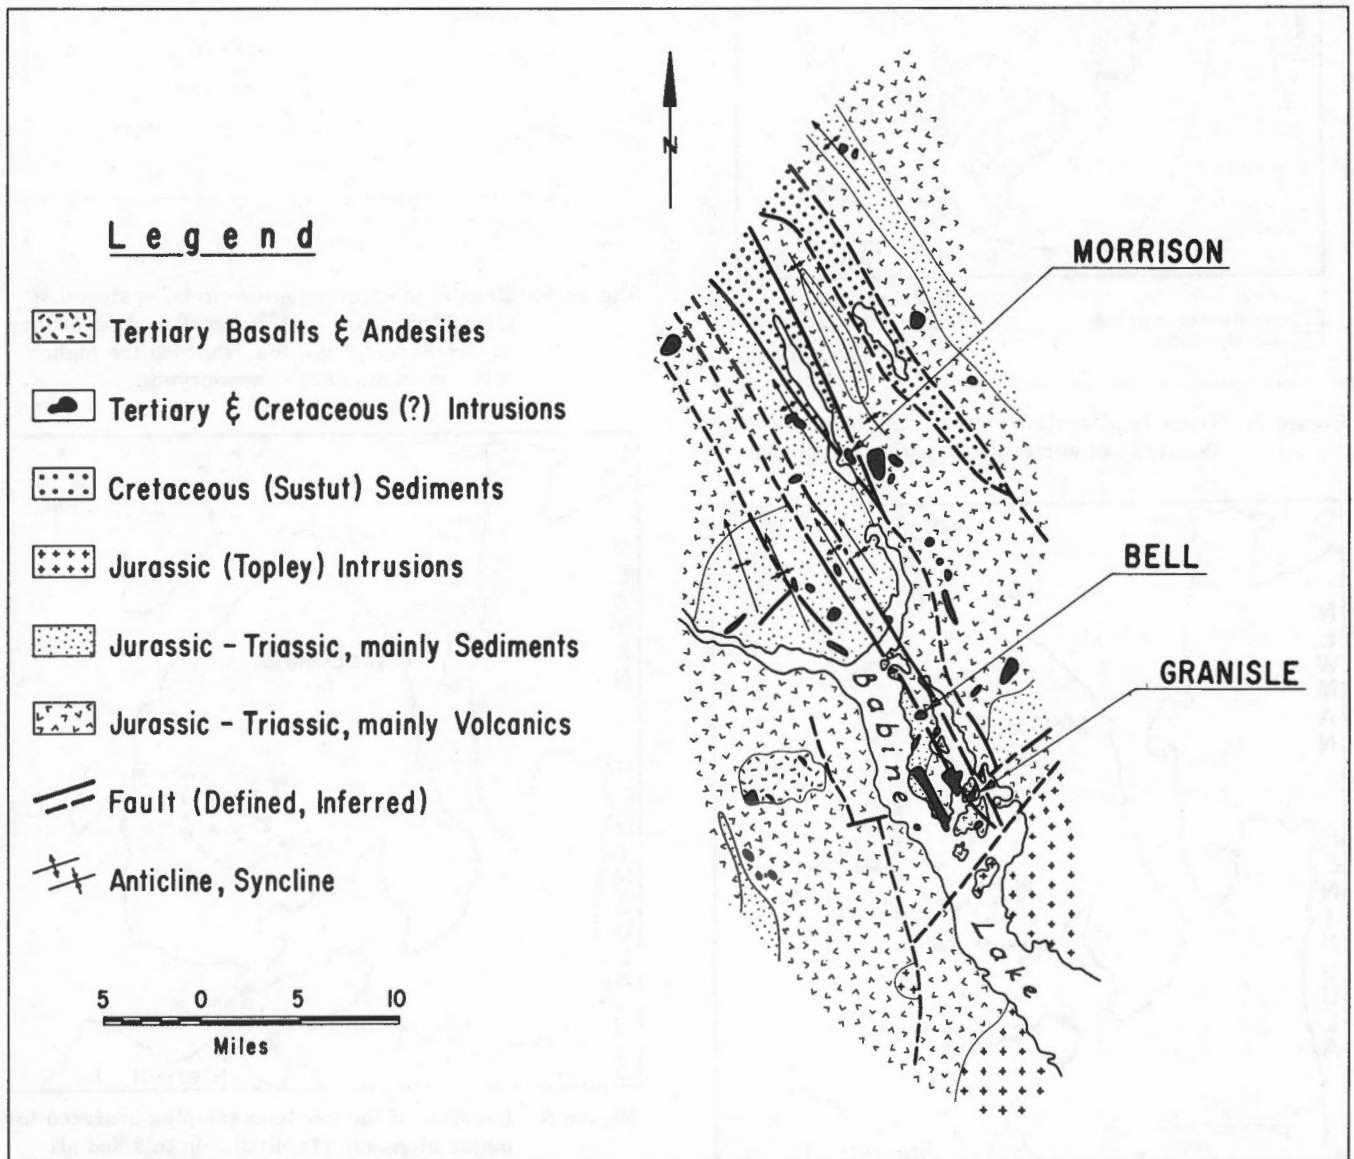 N
Legend
Tertiary Basalts & Andesites
Tertiary & Cretaceous (?) Intrusions
Cretaceous (Sustut) Sediments
Jurassic (Topley) Intrusions
Jurassic - Triassic, mainly Sediments
Jurassic - Triassic, mainly Volcanics
Fault (Defined, Inferred)
Anticline, Syncline
5 0 5 10
Miles
MORRISON
BELL
GRANISLE
Babine Lake